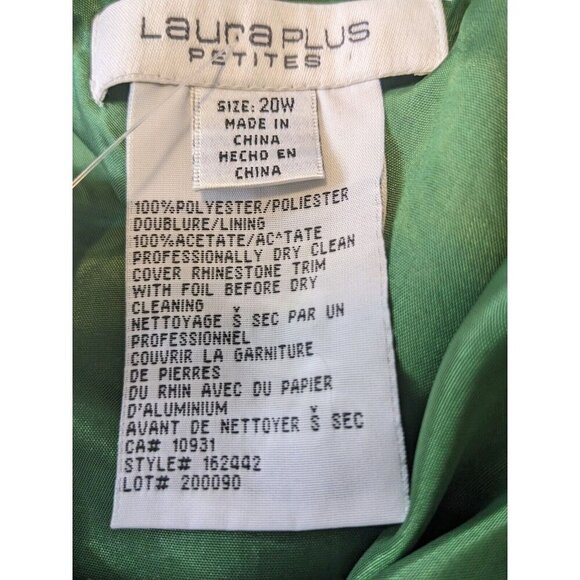 Laura PLUS
PETITES
SIZE: 20W
MADE IN
CHINA
HECHO EN
CHINA
100%POLYESTER/POLIESTER
DOUBLURE/LINING
100%ACETATE/AC^TATE
PROFESSIONALLY DRY CLEAN
COVER RHINESTONE TRIM
WITH FOIL BEFORE DRY
CLEANING
NETTOYAGE Š SEC PAR UN
PROFESSIONNEL
COUVRIR LA GARNITURE
DE PIERRES
DU RHIN AVEC DU PAPIER
D'ALUMINIUM
AVANT DE NETTOYER Š SEC
CA# 10931
STYLE# 162442
LOT# 200090